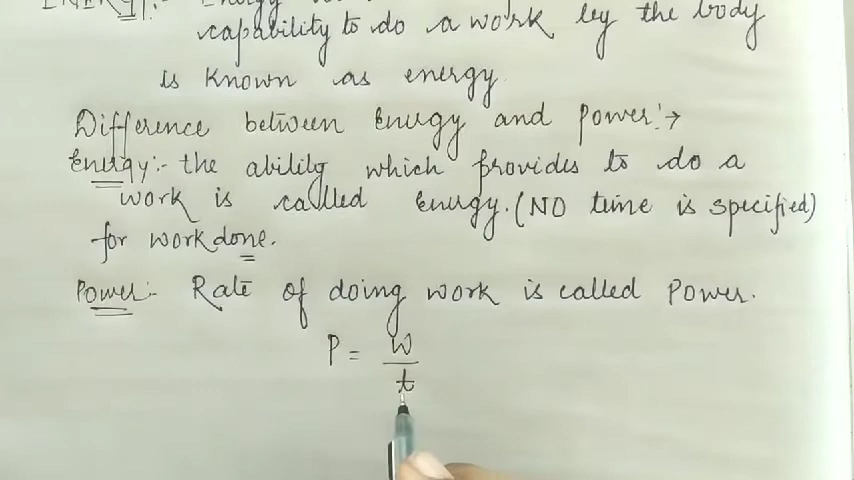 capability to do a work by the body
is known as energy.
Difference between Energy and Power:→
Energy:- the ability which provides to do a
work is called Energy. (NO time is specified)
for work done.
Power:- Rate of doing work is called Power.
P = W
t